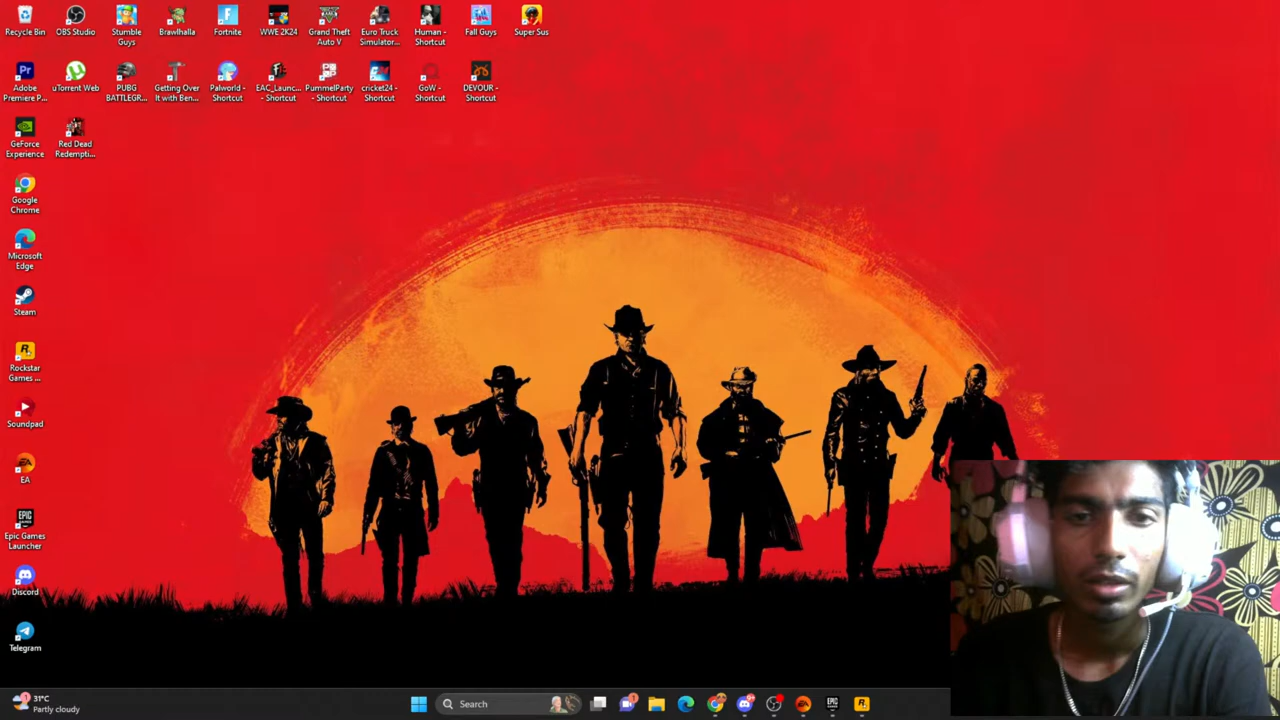 Recycle Bin
OBS Studio
Stumble
Guys
Brawlhalla
Fortnite
WWE 2K24
Grand Theft
Auto V
Euro Truck
Simulator...
Human -
Shortcut
Fall Guys
Super Sus
Adobe
Premiere P...
uTorrent Web
PUBG
BATTLEGR...
Getting Over
It with Ben...
Palworld -
Shortcut
EAC_Launc...
- Shortcut
PummelParty
- Shortcut
cricket24 -
Shortcut
GoW -
Shortcut
DEVOUR -
Shortcut
GeForce
Experience
Red Dead
Redempti...
Google
Chrome
Microsoft
Edge
Steam
Rockstar
Games ...
Soundpad
EA
Epic Games
Launcher
Discord
Telegram
31°C
Partly cloudy
Search